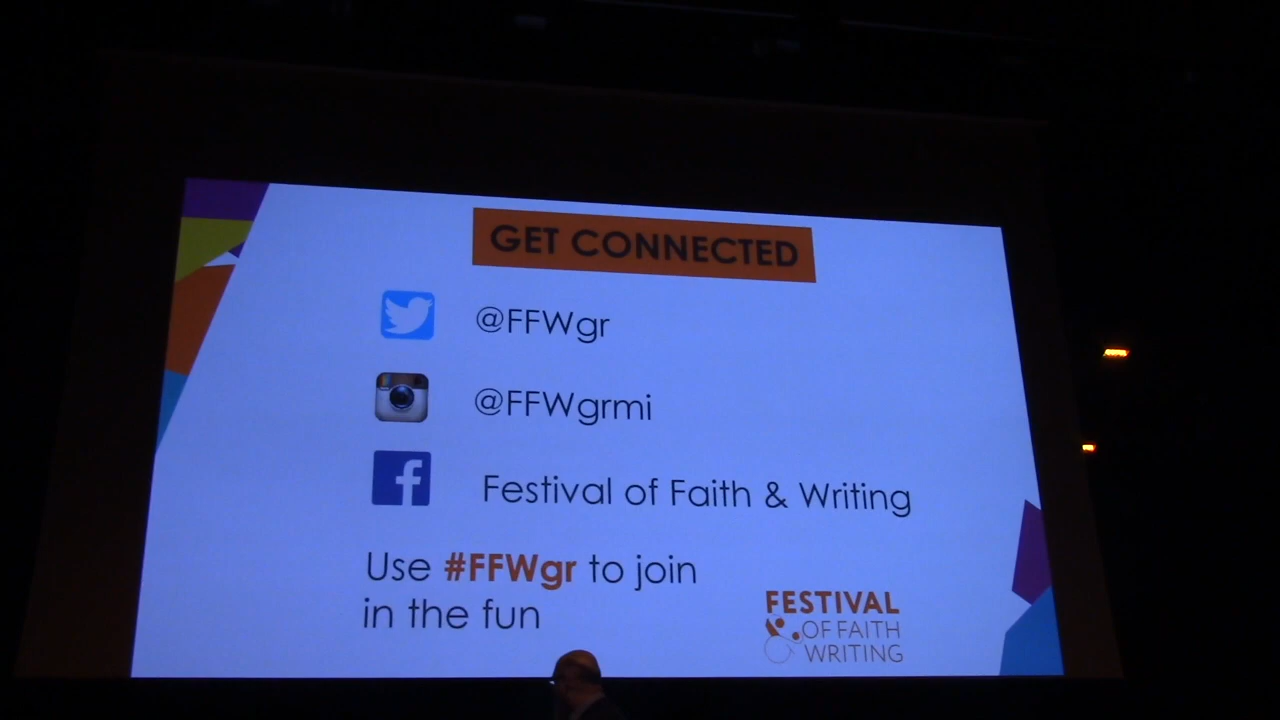 GET CONNECTED
@FFWgr
@FFWgrmi
Festival of Faith & Writing
Use #FFWgr to join
in the fun
FESTIVAL
& OF FAITH
WRITING